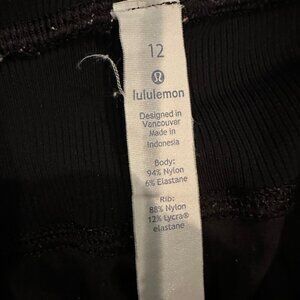 12
lululemon
Designed in
Vancouver
Made in
Indonesia
Body:
94% Nylon
6% Elastane
Rib:
88% Nylon
12% Lycra®
elastane